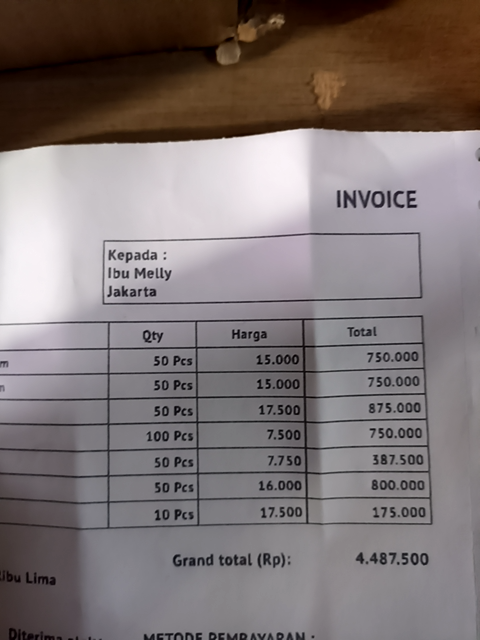 INVOICE
Kepada :
Ibu Melly
Jakarta
Qty Harga Total
m 50 Pcs 15.000 750.000
50 Pcs 15.000 750.000
50 Pcs 17.500 875.000
100 Pcs 7.500 750.000
50 Pcs 7.750 387.500
50 Pcs 16.000 800.000
10 Pcs 17.500 175.000
Grand total (Rp): 4.487.500
ibu Lima
Diterima METODE PEMBAYARAN :